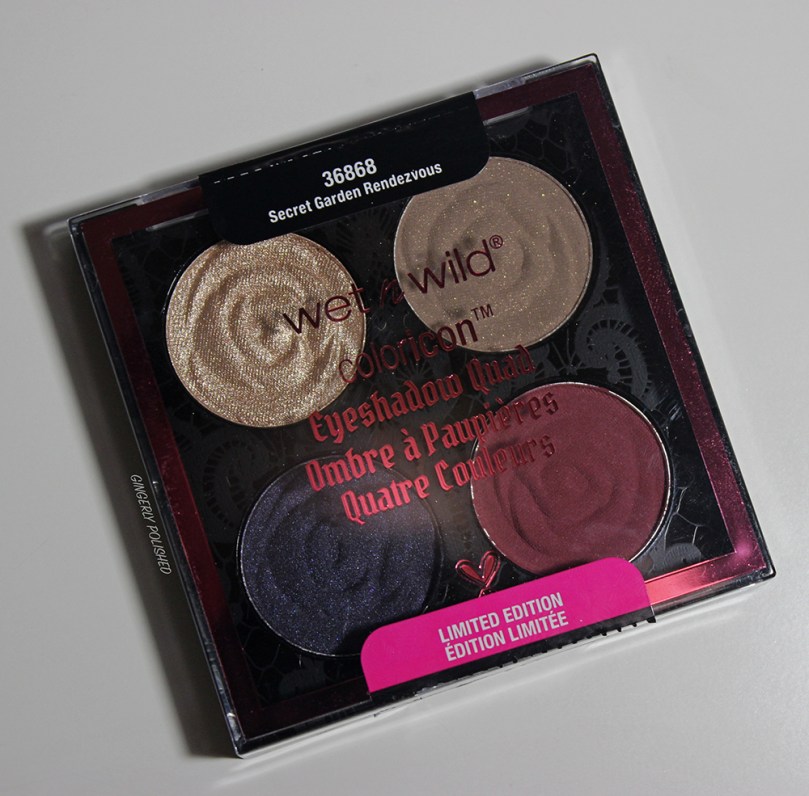 36868
Secret Garden Rendezvous
wet n wild®
coloricon™
Eyeshadow Quad
Ombre à Paupières
Quatre Couleurs
LIMITED EDITION
ÉDITION LIMITÉE
GINGERLY POLISHED